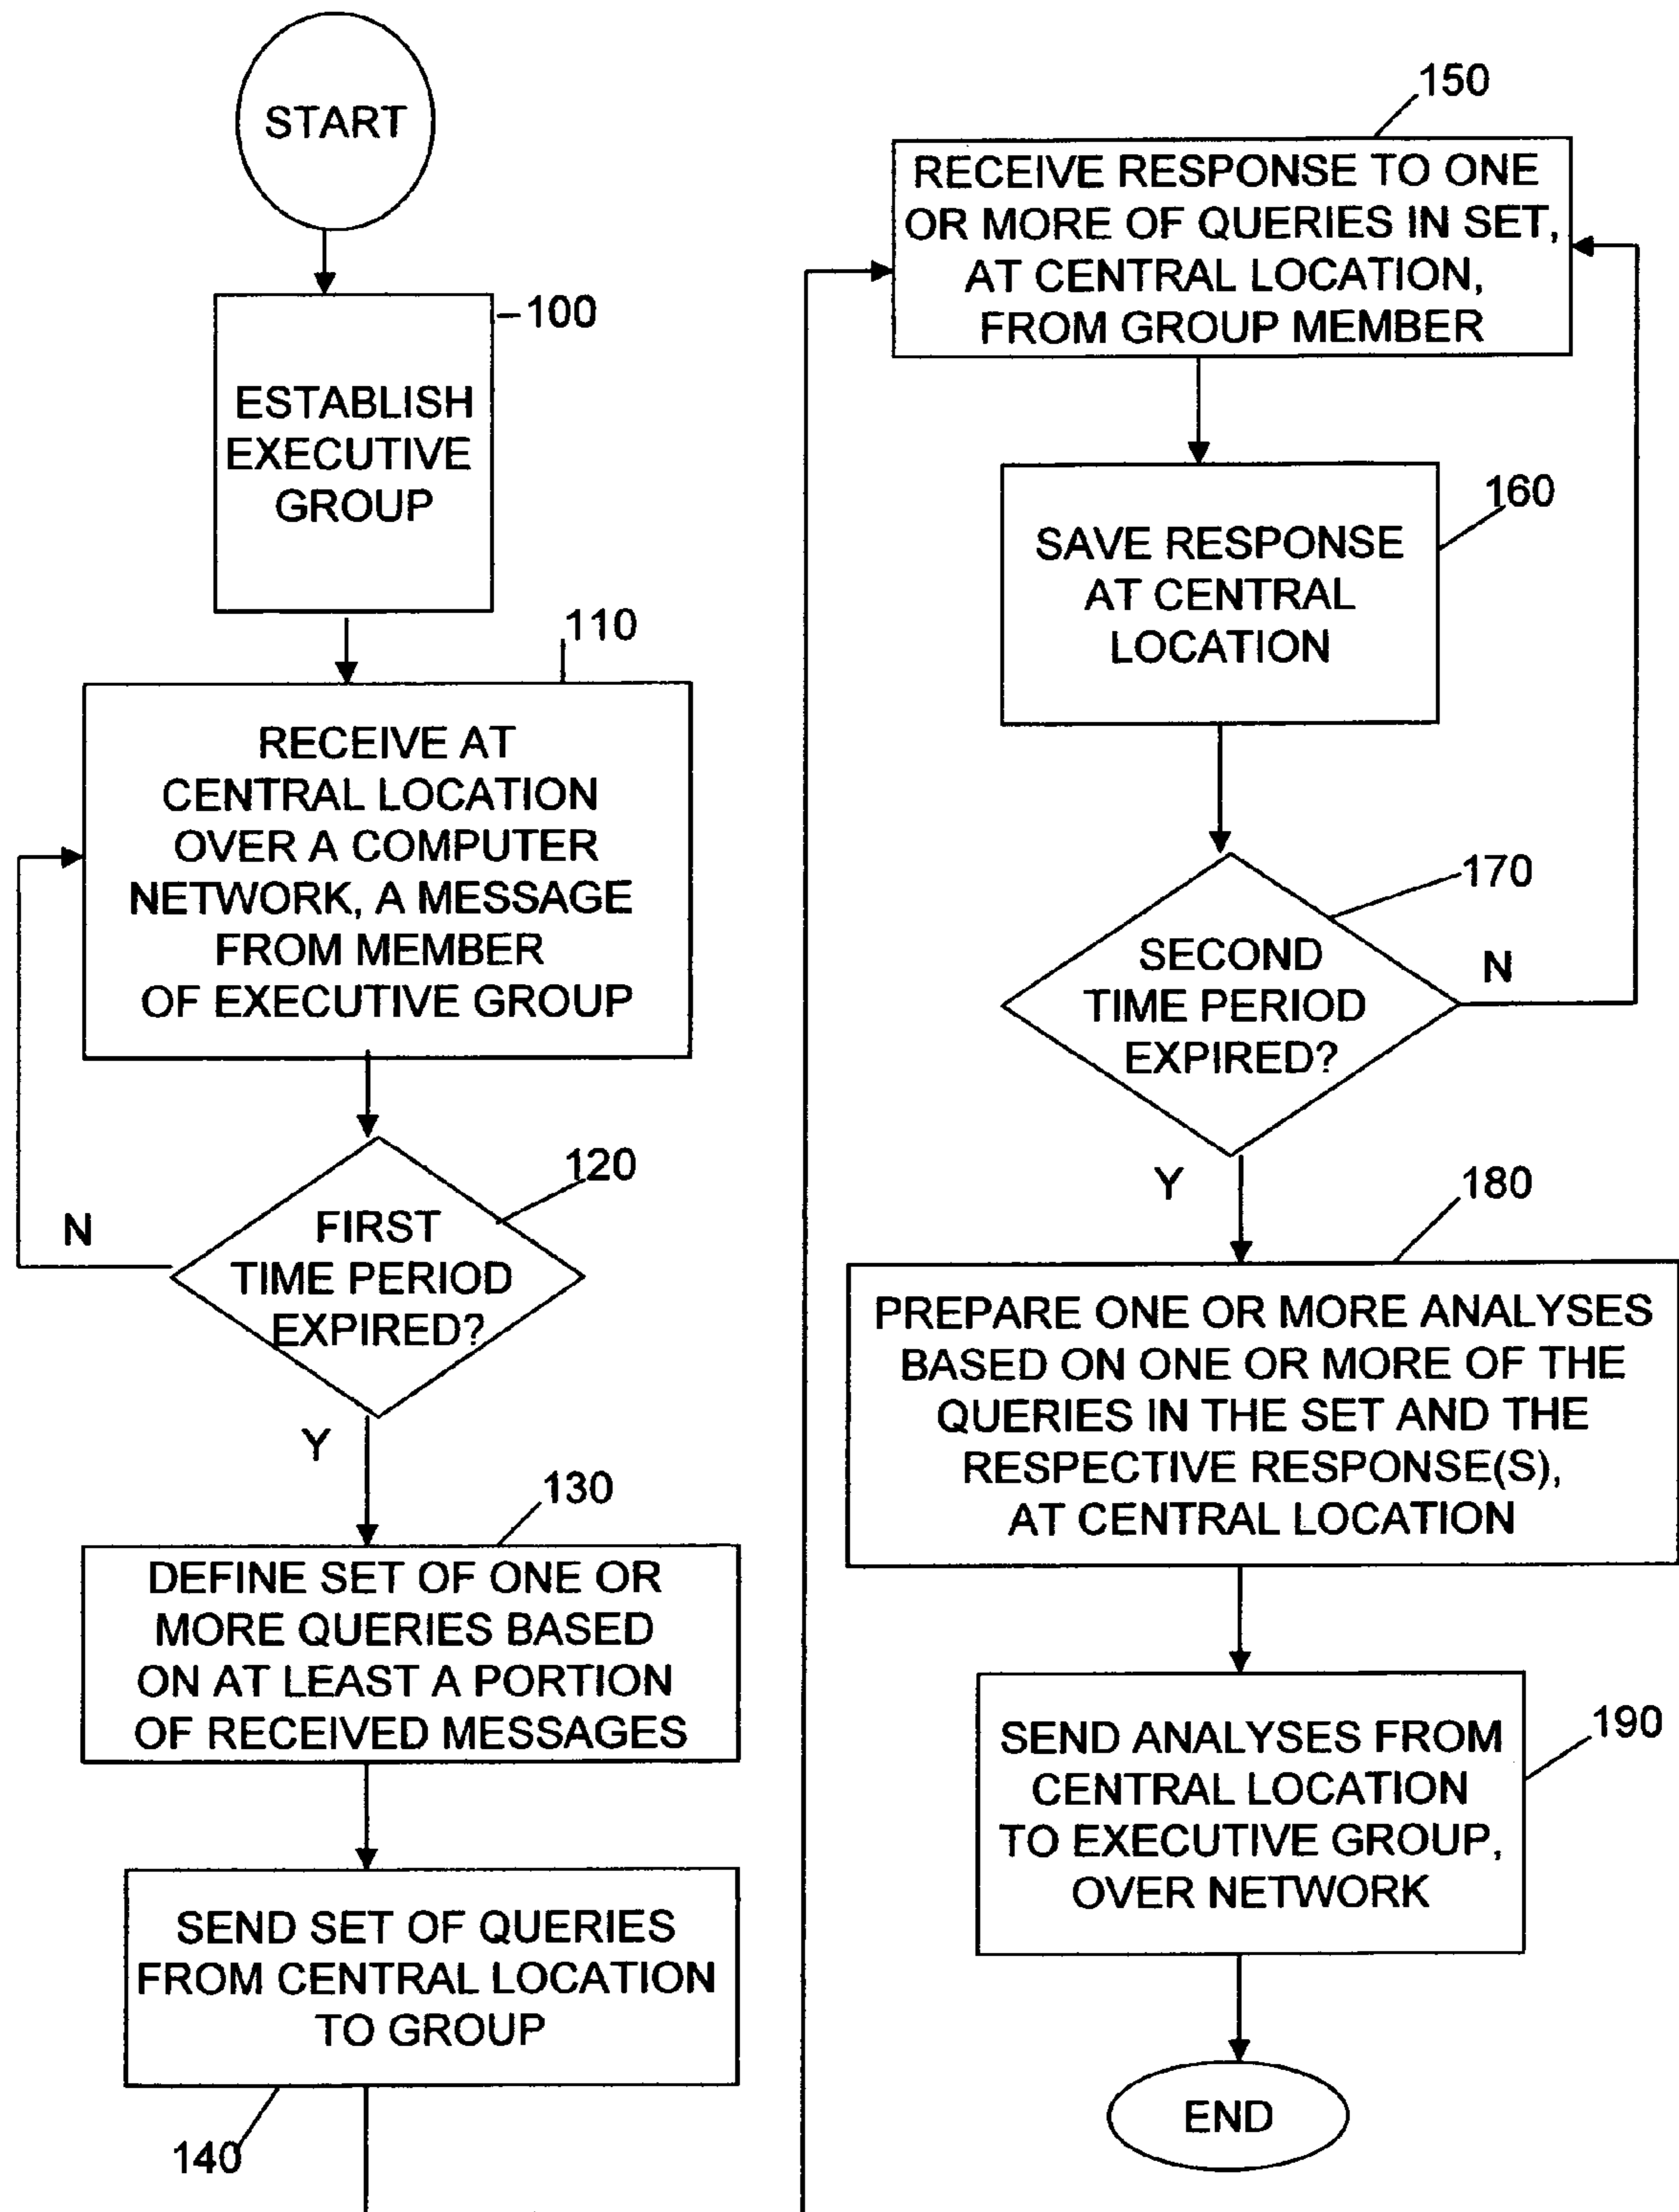 START
100
ESTABLISH
EXECUTIVE
GROUP
110
RECEIVE AT
CENTRAL LOCATION
OVER A COMPUTER
NETWORK, A MESSAGE
FROM MEMBER
OF EXECUTIVE GROUP
120
FIRST
TIME PERIOD
EXPIRED?
N
Y
130
DEFINE SET OF ONE OR
MORE QUERIES BASED
ON AT LEAST A PORTION
OF RECEIVED MESSAGES
SEND SET OF QUERIES
FROM CENTRAL LOCATION
TO GROUP
140
150
RECEIVE RESPONSE TO ONE
OR MORE OF QUERIES IN SET,
AT CENTRAL LOCATION,
FROM GROUP MEMBER
160
SAVE RESPONSE
AT CENTRAL
LOCATION
170
SECOND
TIME PERIOD
EXPIRED?
N
Y
180
PREPARE ONE OR MORE ANALYSES
BASED ON ONE OR MORE OF THE
QUERIES IN THE SET AND THE
RESPECTIVE RESPONSE(S),
AT CENTRAL LOCATION
190
SEND ANALYSES FROM
CENTRAL LOCATION
TO EXECUTIVE GROUP,
OVER NETWORK
END